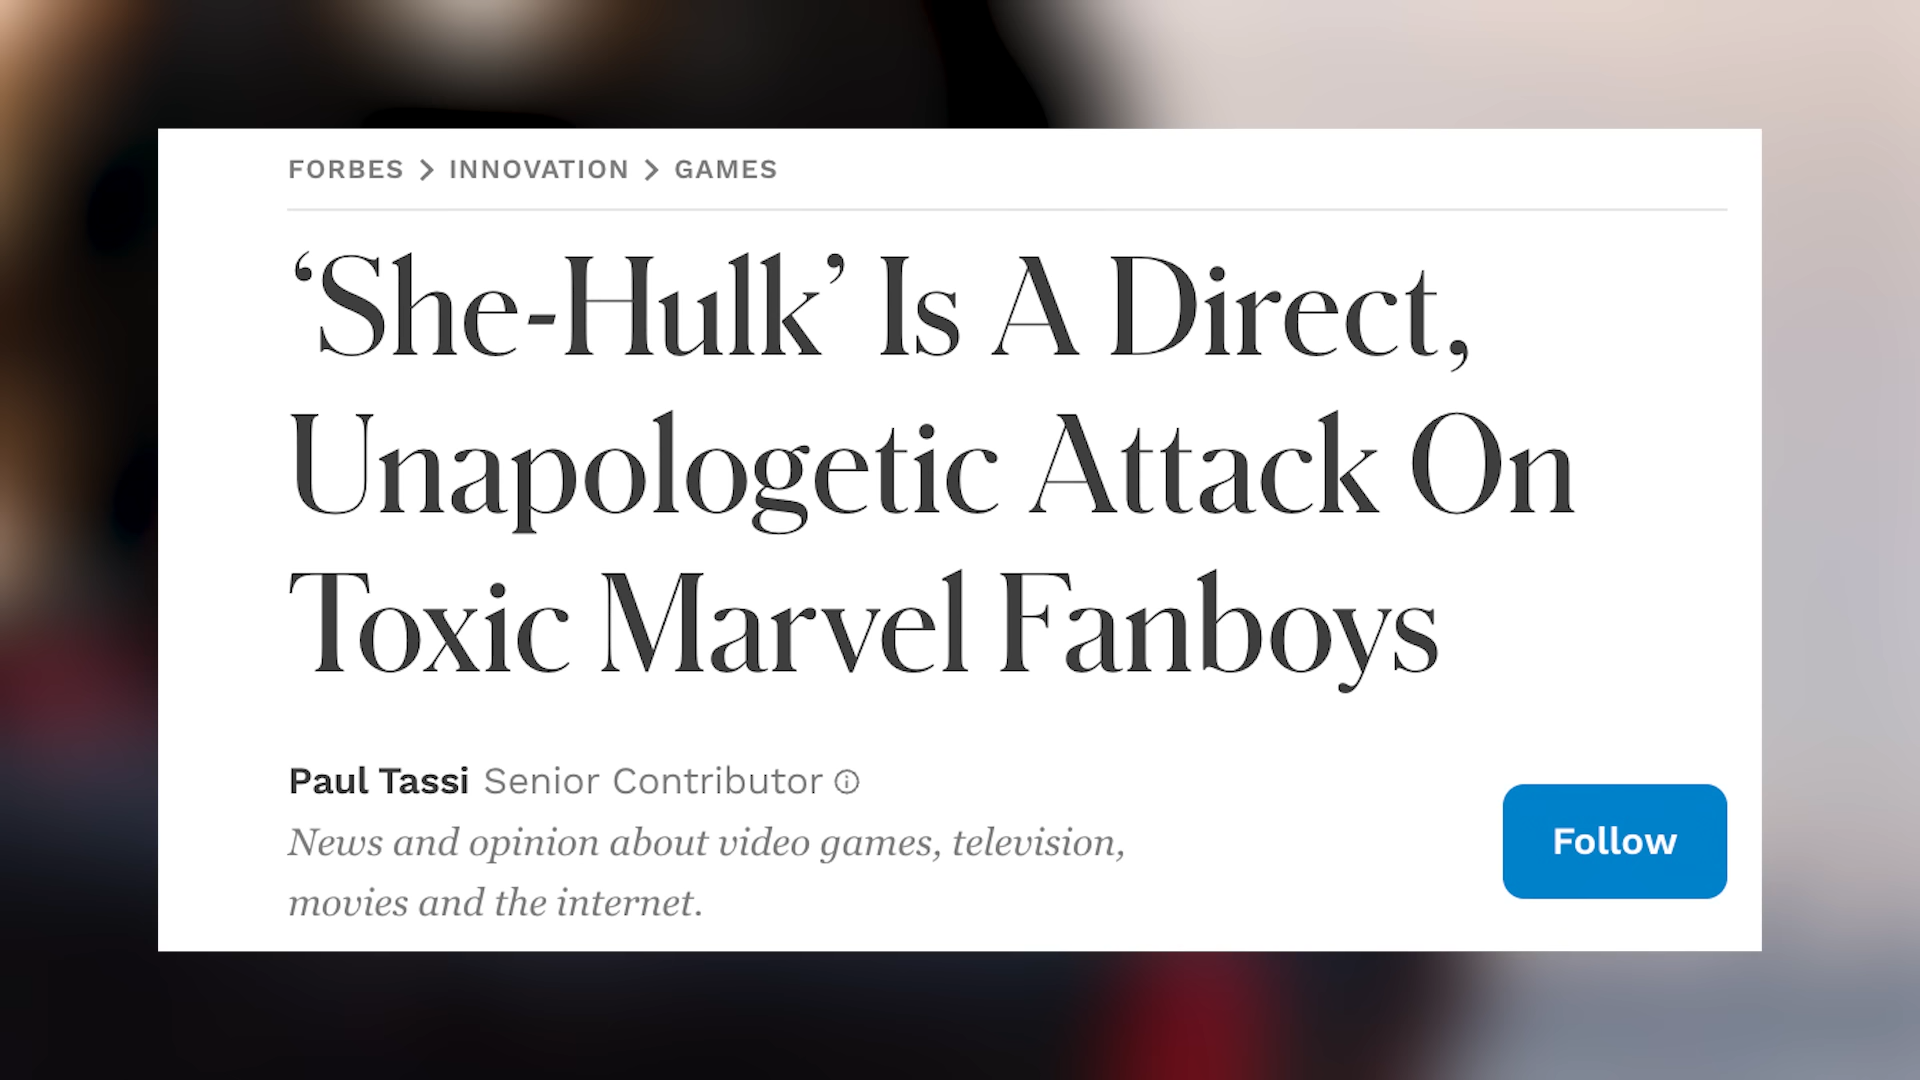 FORBES > INNOVATION > GAMES
‘She-Hulk’ Is A Direct,
Unapologetic Attack On
Toxic Marvel Fanboys
Paul Tassi Senior Contributor
News and opinion about video games, television,
movies and the internet.
Follow